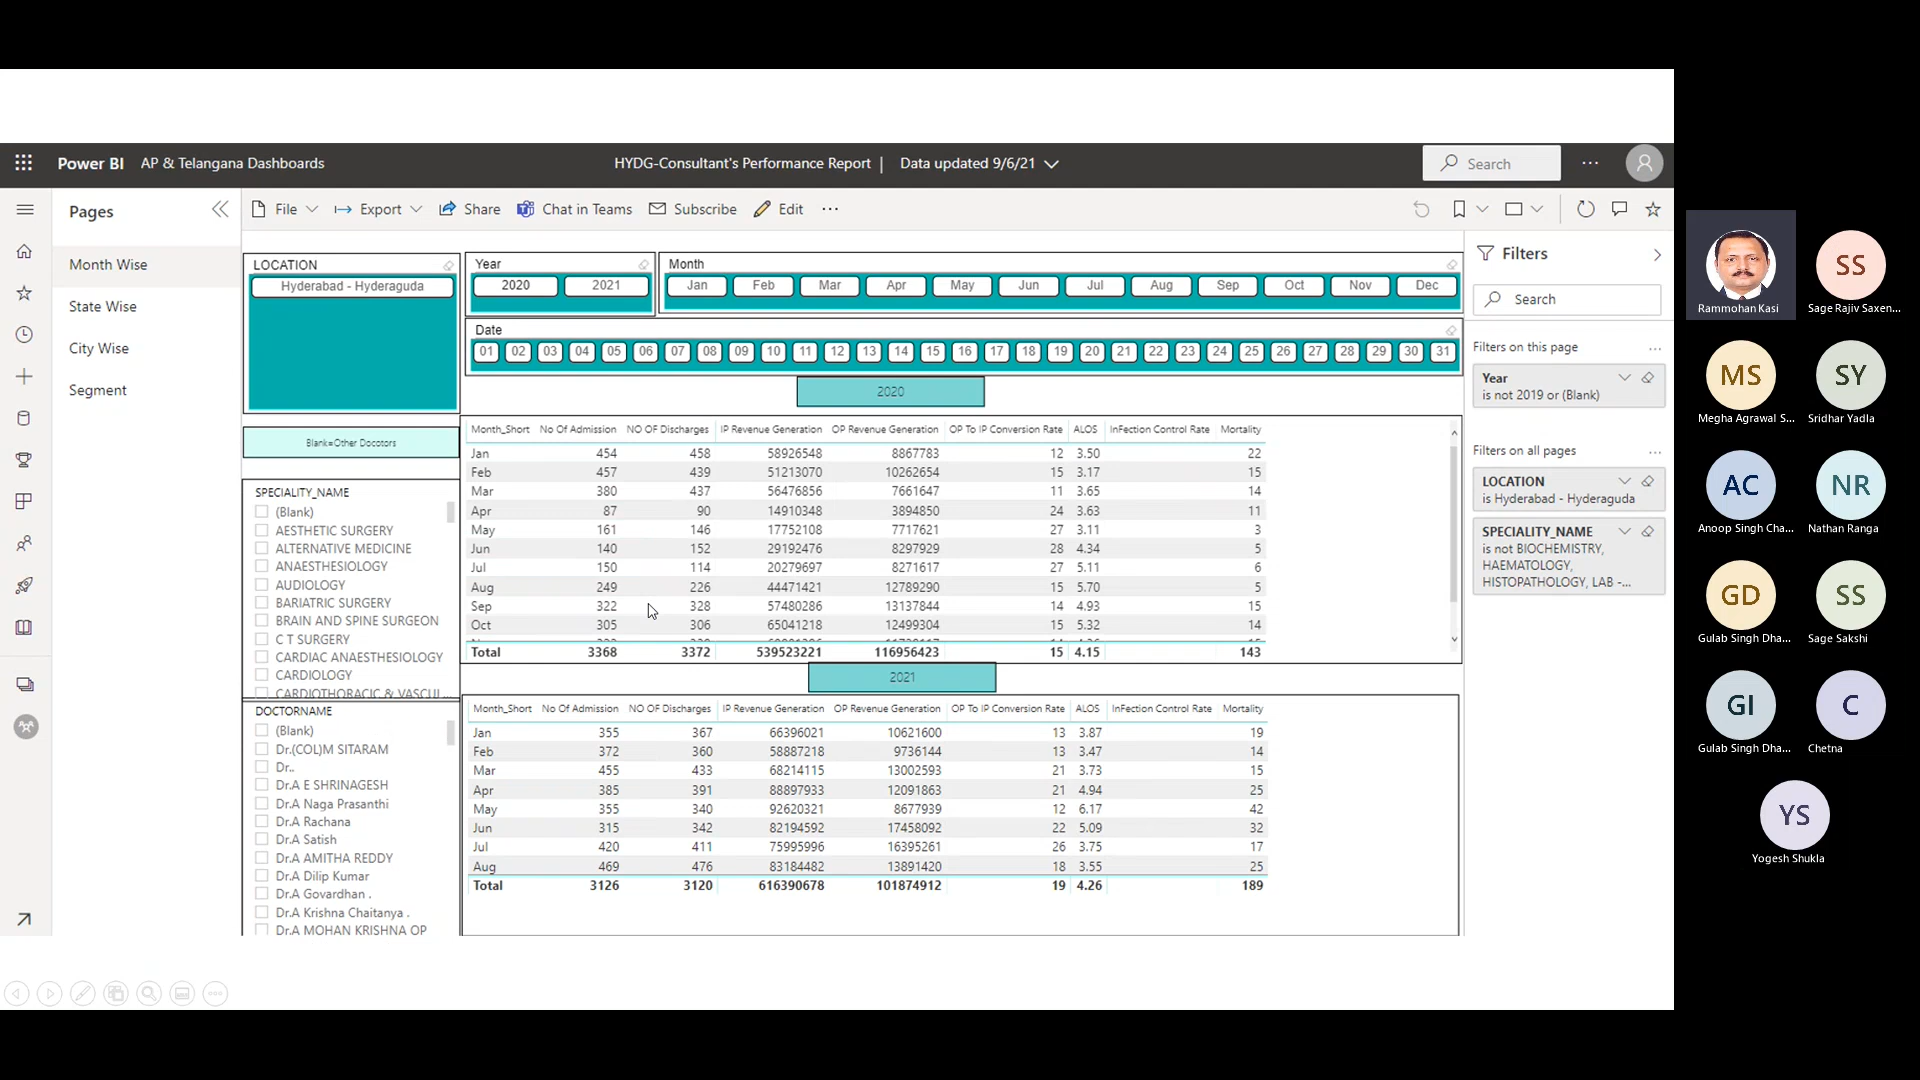 Power BI AP & Telangana Dashboards HYDG-Consultant's Performance Report | Data updated 9/6/21 Search
Pages File Export Share Chat in Teams Subscribe Edit
Month Wise
State Wise
City Wise
Segment
LOCATION
Hyderabad - Hyderaguda
Year
2020 2021
Month
Jan Feb Mar Apr May Jun Jul Aug Sep Oct Nov Dec
Date
01 02 03 04 05 06 07 08 09 10 11 12 13 14 15 16 17 18 19 20 21 22 23 24 25 26 27 28 29 30 31
Blank=Other Docotors
SPECIALITY_NAME
(Blank)
AESTHETIC SURGERY
ALTERNATIVE MEDICINE
ANAESTHESIOLOGY
AUDIOLOGY
BARIATRIC SURGERY
BRAIN AND SPINE SURGEON
C T SURGERY
CARDIAC ANAESTHESIOLOGY
CARDIOLOGY
CARDIOTHORACIC & VASCUL...
DOCTORNAME
(Blank)
Dr.(COL)M SITARAM
Dr..
Dr.A E SHRINAGESH
Dr.A Naga Prasanthi
Dr.A Rachana
Dr.A Satish
Dr.A AMITHA REDDY
Dr.A Dilip Kumar
Dr.A Govardhan .
Dr.A Krishna Chaitanya .
Dr.A MOHAN KRISHNA OP
2020
Month_Short No Of Admission NO OF Discharges IP Revenue Generation OP Revenue Generation OP To IP Conversion Rate ALOS InFection Control Rate Mortality
Jan 454 458 58926548 8867783 12 3.50 22
Feb 457 439 51213070 10262654 15 3.17 15
Mar 380 437 56476856 7661647 11 3.65 14
Apr 87 90 14910348 3894850 24 3.63 11
May 161 146 17752108 7717621 27 3.11 3
Jun 140 152 29192476 8297929 28 4.34 5
Jul 150 114 20279697 8271617 27 5.11 6
Aug 249 226 44471421 12789290 15 5.70 5
Sep 322 328 57480286 13137844 14 4.93 15
Oct 305 306 65041218 12499304 15 5.32 14
Total 3368 3372 539523221 116956423 15 4.15 143
2021
Month_Short No Of Admission NO OF Discharges IP Revenue Generation OP Revenue Generation OP To IP Conversion Rate ALOS InFection Control Rate Mortality
Jan 355 367 66396021 10621600 13 3.87 19
Feb 372 360 58887218 9736144 13 3.47 14
Mar 455 433 68214115 13002593 21 3.73 15
Apr 385 391 88897933 12091863 21 4.94 25
May 355 340 92620321 8677939 12 6.17 42
Jun 315 342 82194592 17458092 22 5.09 32
Jul 420 411 75995996 16395261 26 3.75 17
Aug 469 476 83184482 13891420 18 3.55 25
Total 3126 3120 616390678 101874912 19 4.26 189
Filters
Search
Filters on this page
Year
is not 2019 or (Blank)
Filters on all pages
LOCATION
is Hyderabad - Hyderaguda
SPECIALITY_NAME
is not BIOCHEMISTRY,
HAEMATOLOGY,
HISTOPATHOLOGY, LAB -...
SS
Rammohan Kasi Sage Rajiv Saxen...
MS SY
Megha Agrawal S... Sridhar Yadla
AC NR
Anoop Singh Cha... Nathan Ranga
GD SS
Gulab Singh Dha... Sage Sakshi
GI C
Gulab Singh Dha... Chetna
YS
Yogesh Shukla